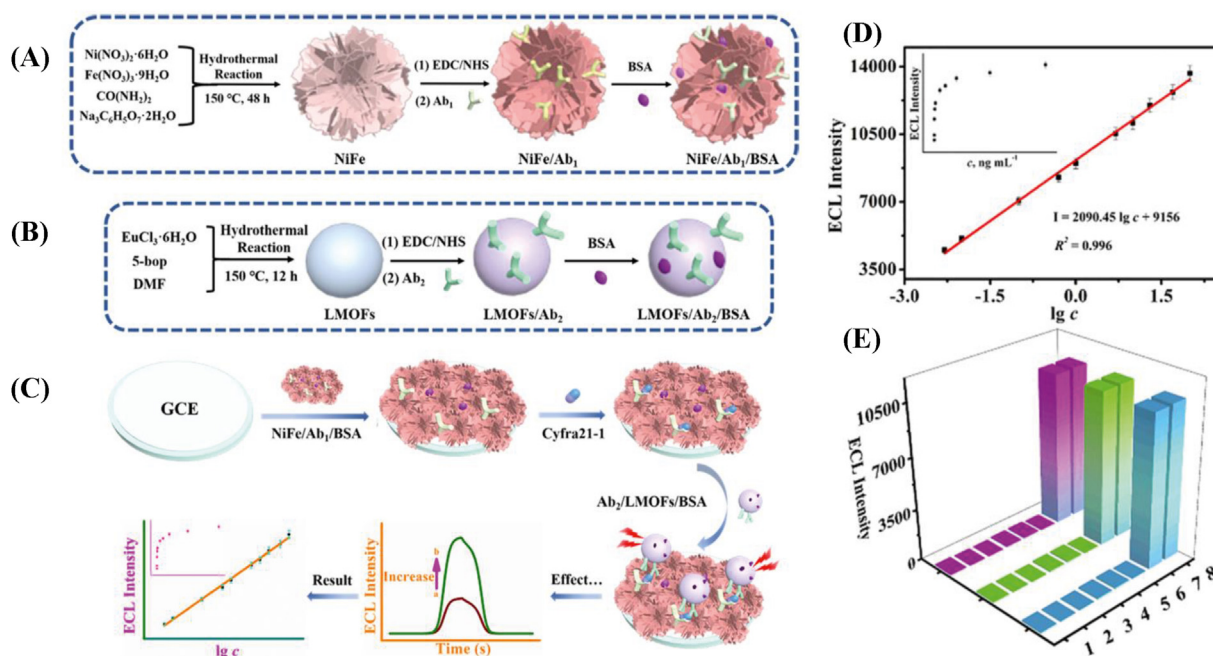 (A)
Ni(NO3)2·6H2O
Fe(NO3)3·9H2O
CO(NH2)2
Na3C6H5O7·2H2O
Hydrothermal
Reaction
150 °C, 48 h
NiFe
(1) EDC/NHS
(2) Ab1
NiFe/Ab1
BSA
NiFe/Ab1/BSA
(B)
EuCl3·6H2O
5-bop
DMF
Hydrothermal
Reaction
150 °C, 12 h
LMOFs
(1) EDC/NHS
(2) Ab2
LMOFs/Ab2
BSA
LMOFs/Ab2/BSA
(C)
GCE
NiFe/Ab1/BSA
Cyfra21-1
Ab2/LMOFs/BSA
Effect…
ECL Intensity
Increase
b
a
Time (s)
Result
ECL Intensity
lg c
(D)
ECL Intensity
14000
10500
7000
3500
-3.0
-1.5
0.0
1.5
lg c
ECL Intensity
c, ng mL-1
I = 2090.45 lg c + 9156
R2 = 0.996
(E)
ECL Intensity
10500
7000
3500
0
1
2
3
4
5
6
7
8